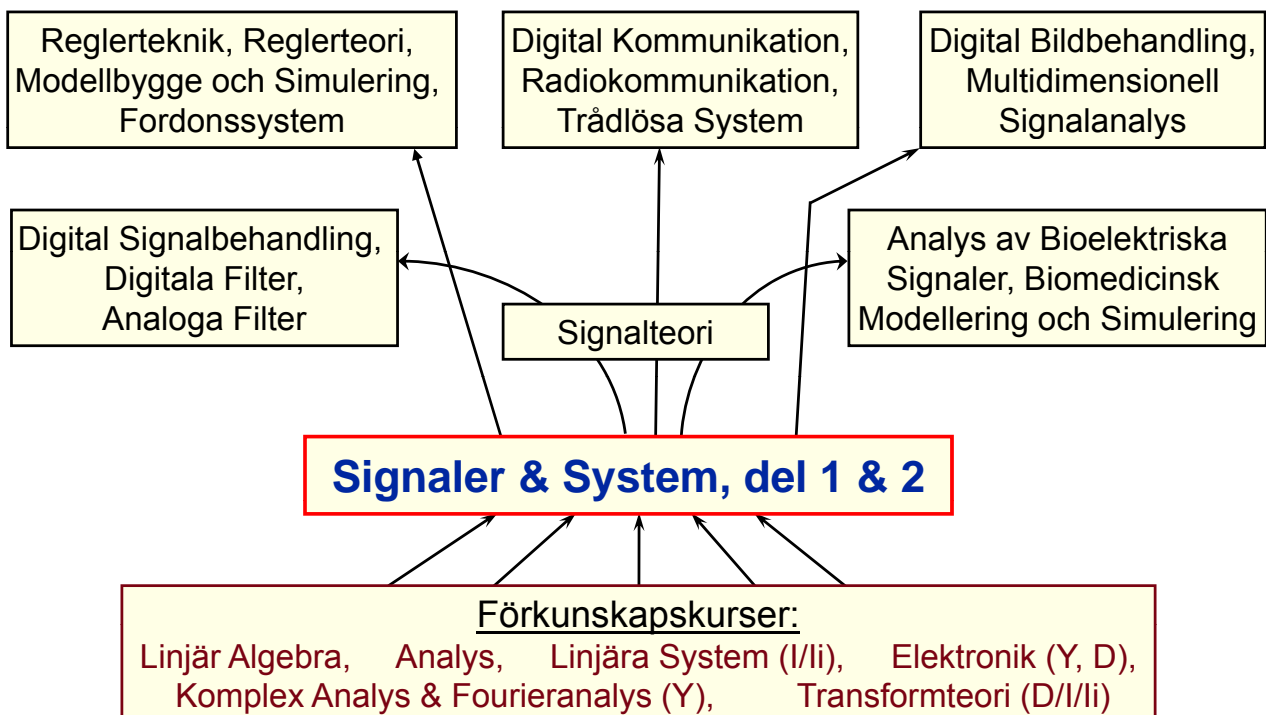 Reglerteknik, Reglerteori,
Modellbygge och Simulering,
Fordonssystem
Digital Kommunikation,
Radiokommunikation,
Trådlösa System
Digital Bildbehandling,
Multidimensionell
Signalanalys
Digital Signalbehandling,
Digitala Filter,
Analoga Filter
Signalteori
Analys av Bioelektriska
Signaler, Biomedicinsk
Modellering och Simulering
Signaler & System, del 1 & 2
Förkunskapskurser:
Linjär Algebra, Analys, Linjära System (I/Ii), Elektronik (Y, D),
Komplex Analys & Fourieranalys (Y), Transformteori (D/I/Ii)